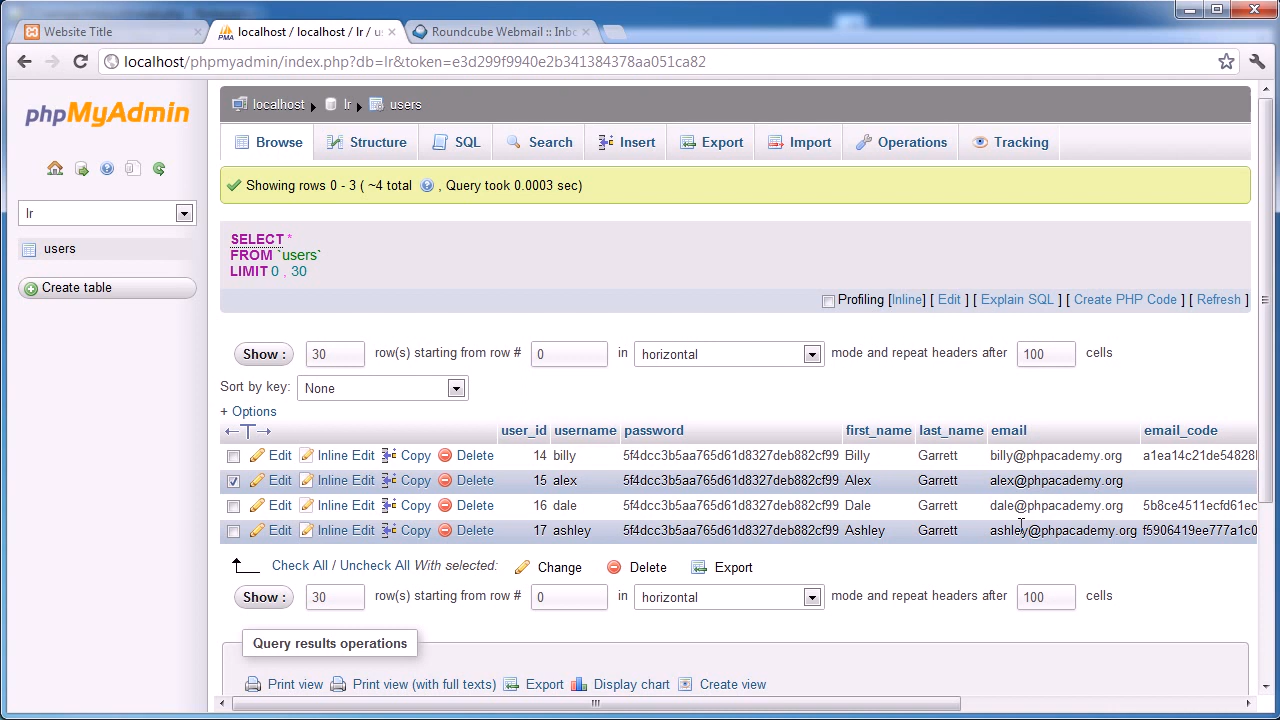 Website Title
localhost / localhost / lr / u
Roundcube Webmail :: Inb
localhost/phpmyadmin/index.php?db=lr&token=e3d299f9940e2b341384378aa051ca82
phpMyAdmin
lr
users
Create table
localhost lr users
Browse Structure SQL Search Insert Export Import Operations Tracking
Showing rows 0 - 3 ( ~4 total , Query took 0.0003 sec)
SELECT *
FROM `users`
LIMIT 0 , 30
Profiling [Inline] [ Edit ] [ Explain SQL ] [ Create PHP Code ] [ Refresh ]
Show : 30 row(s) starting from row # 0 in horizontal mode and repeat headers after 100 cells
Sort by key: None
+ Options
←T→ user_id username password first_name last_name email email_code
Edit Inline Edit Copy Delete 14 billy 5f4dcc3b5aa765d61d8327deb882cf99 Billy Garrett billy@phpacademy.org a1ea14c21de54828
Edit Inline Edit Copy Delete 15 alex 5f4dcc3b5aa765d61d8327deb882cf99 Alex Garrett alex@phpacademy.org
Edit Inline Edit Copy Delete 16 dale 5f4dcc3b5aa765d61d8327deb882cf99 Dale Garrett dale@phpacademy.org 5b8ce4511ecfd61ec
Edit Inline Edit Copy Delete 17 ashley 5f4dcc3b5aa765d61d8327deb882cf99 Ashley Garrett ashley@phpacademy.org f5906419ee777a1c0
Check All / Uncheck All With selected: Change Delete Export
Show : 30 row(s) starting from row # 0 in horizontal mode and repeat headers after 100 cells
Query results operations
Print view Print view (with full texts) Export Display chart Create view